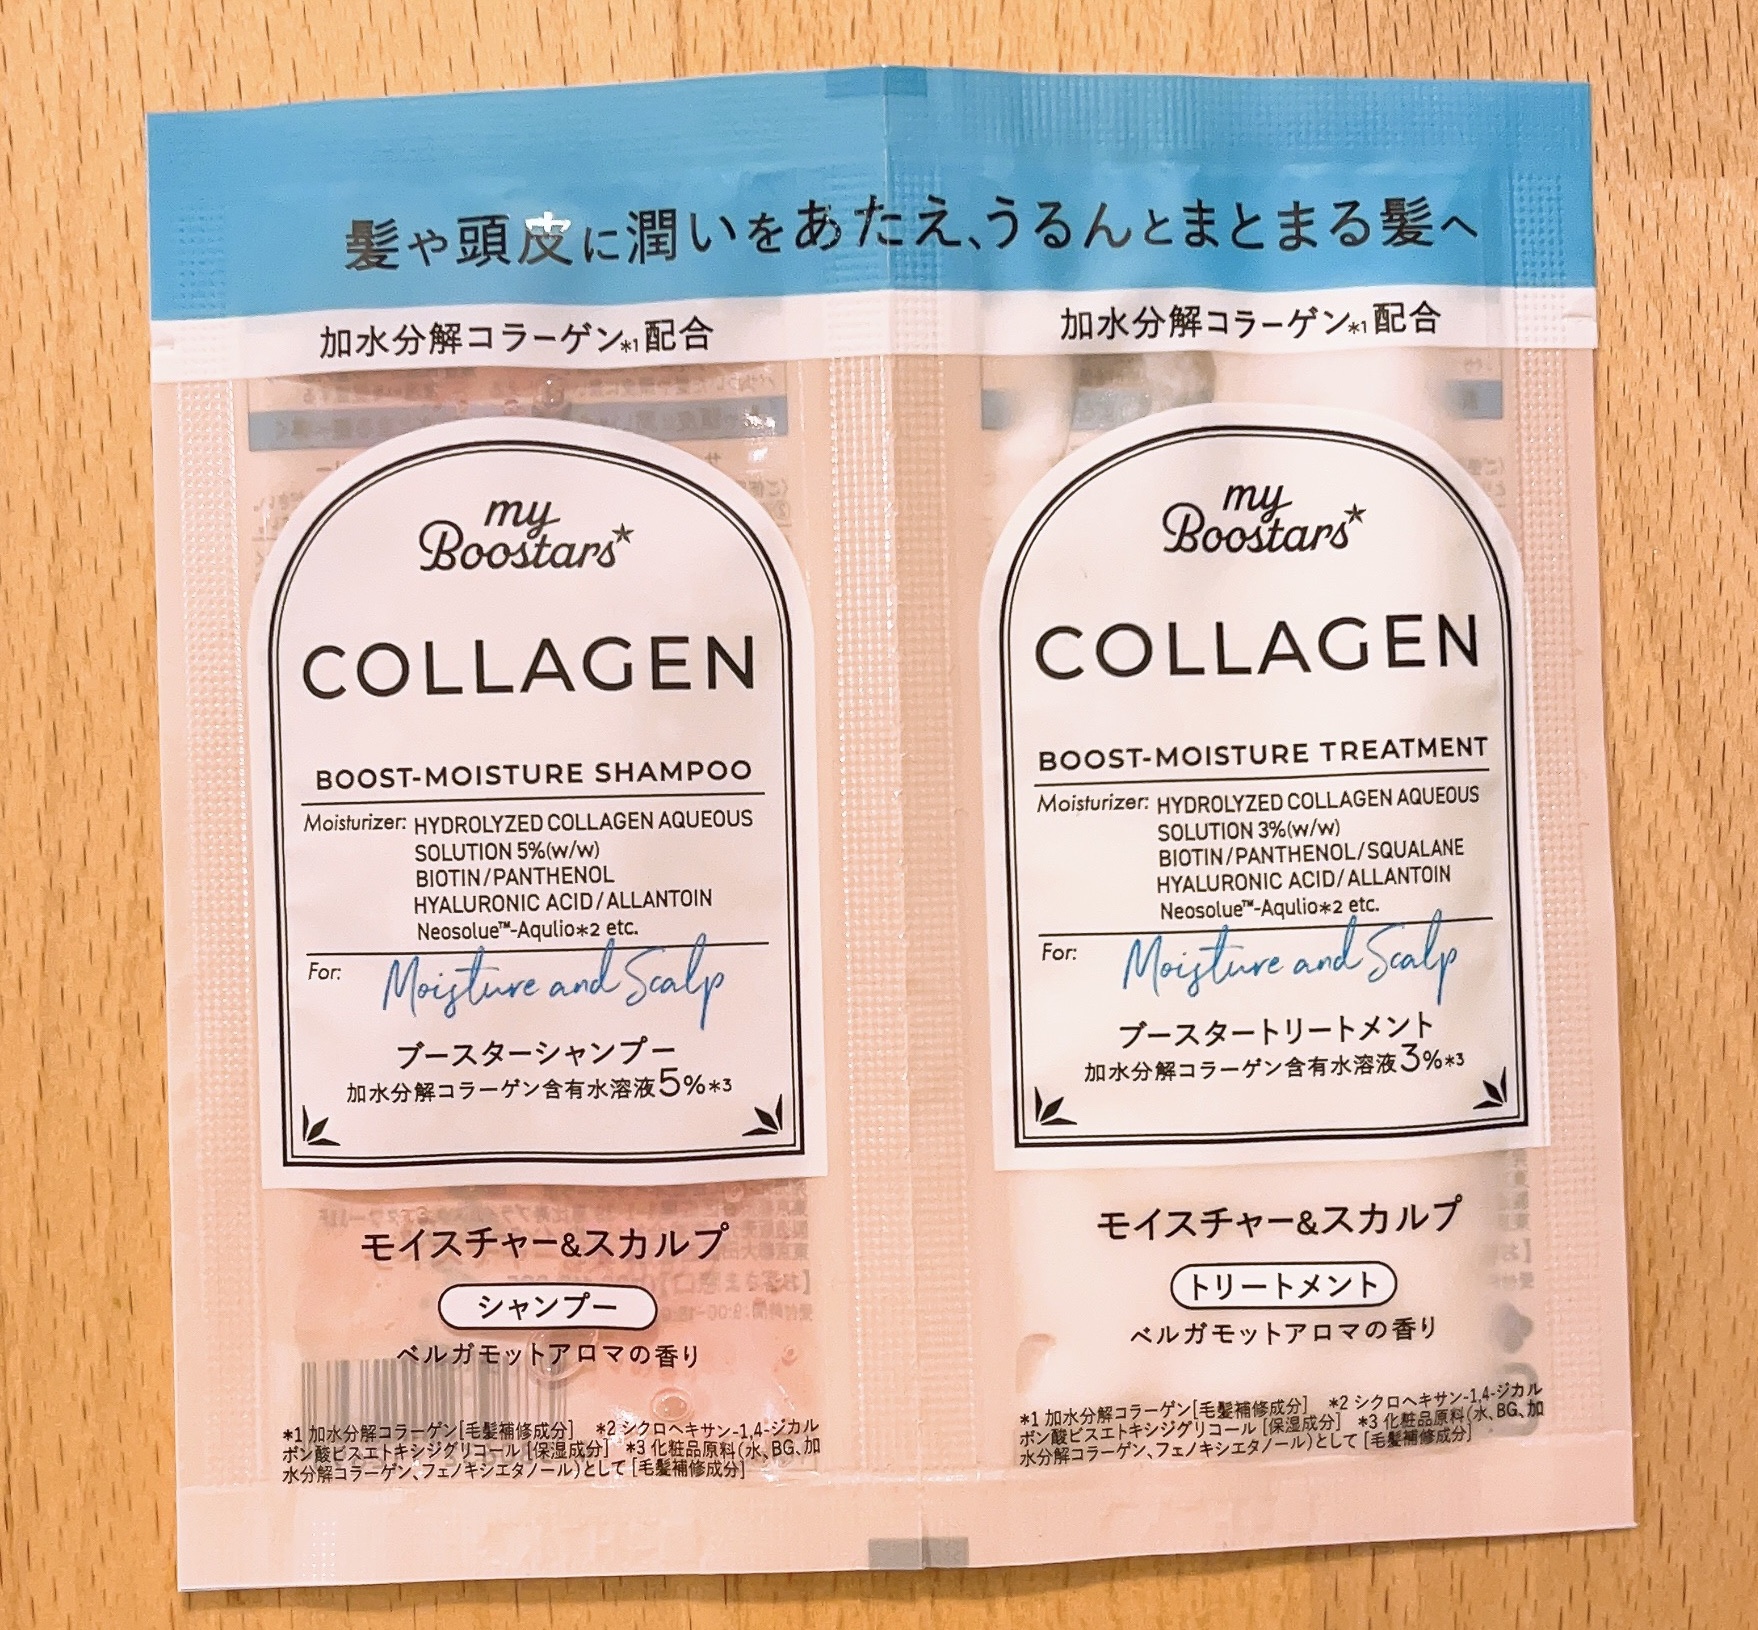 髪や頭皮に潤いをあたえ、うるんとまとまる髪へ
加水分解コラーゲン*1配合
my
Boostars*
COLLAGEN
BOOST-MOISTURE SHAMPOO
Moisturizer: HYDROLYZED COLLAGEN AQUEOUS
SOLUTION 5%(w/w)
BIOTIN/PANTHENOL
HYALURONIC ACID/ALLANTOIN
Neosolue™-Aqulio*2 etc.
For: Moisture and Scalp
ブースターシャンプー
加水分解コラーゲン含有水溶液5%*3
モイスチャー&スカルプ
シャンプー
ベルガモットアロマの香り
*1 加水分解コラーゲン[毛髪補修成分] *2 シクロヘキサン-1,4-ジカル
ボン酸ビスエトキシジグリコール [保湿成分] *3 化粧品原料(水、BG、加
水分解コラーゲン、フェノキシエタノール)として [毛髪補修成分]
加水分解コラーゲン*1配合
my
Boostars*
COLLAGEN
BOOST-MOISTURE TREATMENT
Moisturizer: HYDROLYZED COLLAGEN AQUEOUS
SOLUTION 3%(w/w)
BIOTIN/PANTHENOL/SQUALANE
HYALURONIC ACID/ALLANTOIN
Neosolue™-Aqulio*2 etc.
For: Moisture and Scalp
ブースタートリートメント
加水分解コラーゲン含有水溶液3%*3
モイスチャー&スカルプ
トリートメント
ベルガモットアロマの香り
*1 加水分解コラーゲン[毛髪補修成分] *2 シクロヘキサン-1,4-ジカル
ボン酸ビスエトキシジグリコール [保湿成分] *3 化粧品原料(水、BG、加
水分解コラーゲン、フェノキシエタノール)として [毛髪補修成分]